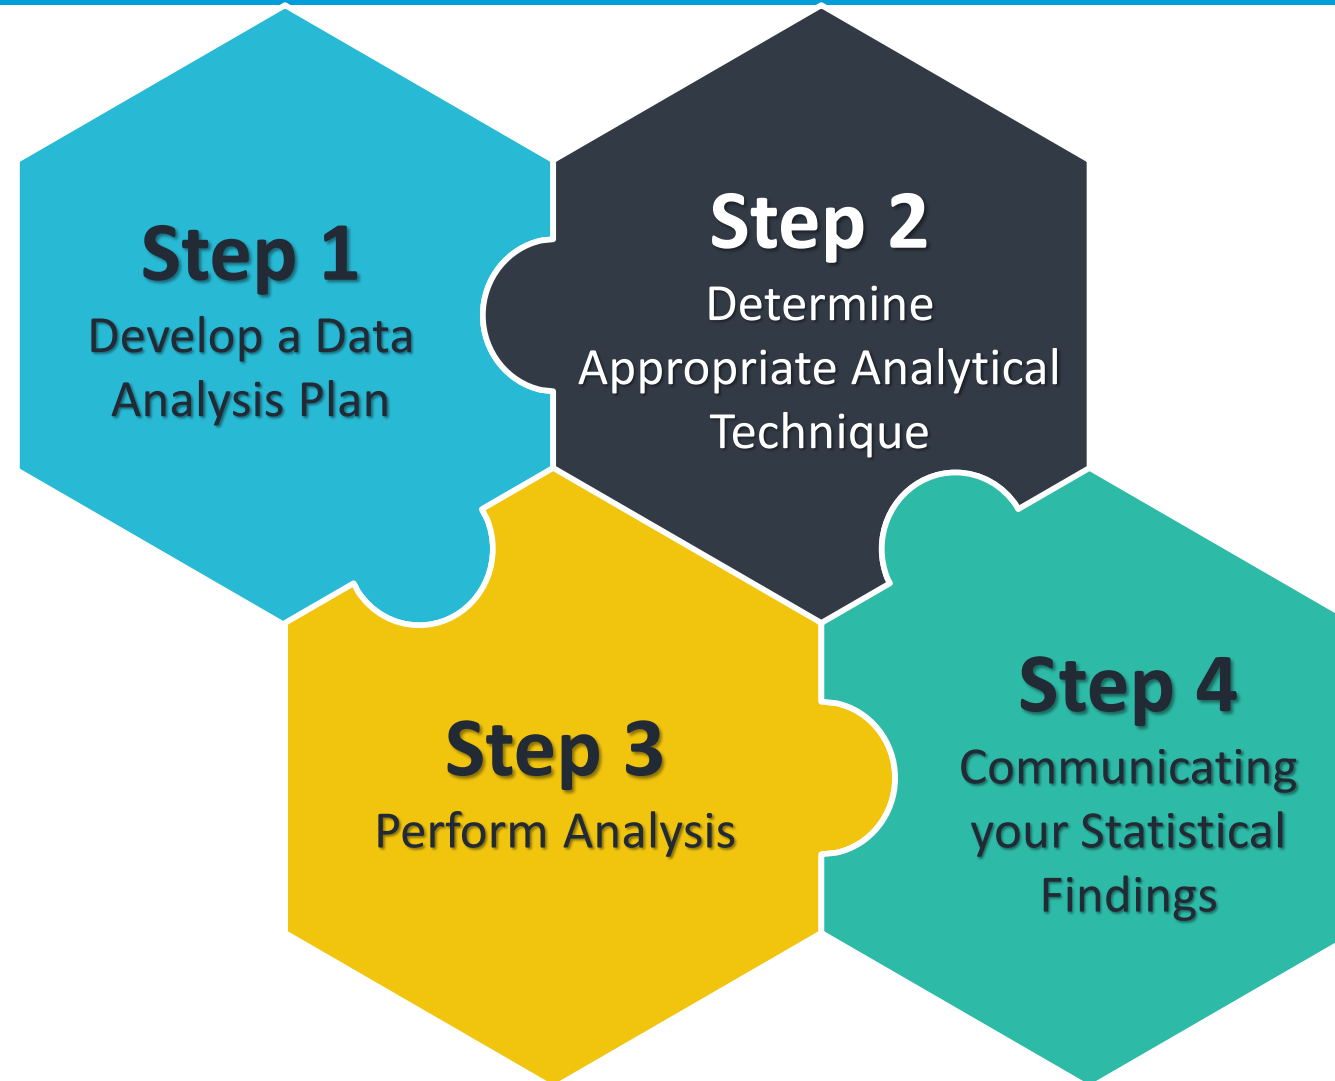 Step 1
Develop a Data
Analysis Plan
Step 2
Determine
Appropriate Analytical
Technique
Step 3
Perform Analysis
Step 4
Communicating
your Statistical
Findings